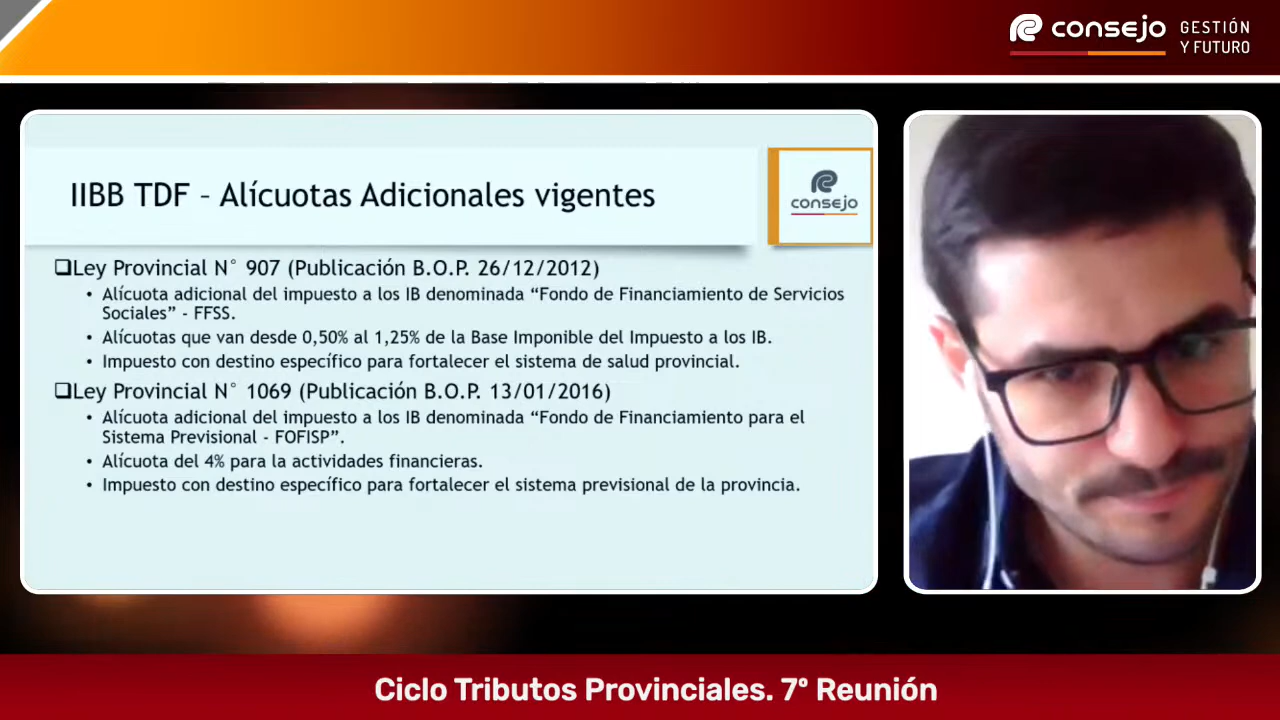 consejo
GESTIÓN
Y FUTURO
IIBB TDF – Alícuotas Adicionales vigentes
consejo
Ley Provincial N° 907 (Publicación B.O.P. 26/12/2012)
• Alícuota adicional del impuesto a los IB denominada “Fondo de Financiamiento de Servicios
Sociales” - FFSS.
• Alícuotas que van desde 0,50% al 1,25% de la Base Imponible del Impuesto a los IB.
• Impuesto con destino específico para fortalecer el sistema de salud provincial.
Ley Provincial N° 1069 (Publicación B.O.P. 13/01/2016)
• Alícuota adicional del impuesto a los IB denominada “Fondo de Financiamiento para el
Sistema Previsional - FOFISP”.
• Alícuota del 4% para la actividades financieras.
• Impuesto con destino específico para fortalecer el sistema previsional de la provincia.
Ciclo Tributos Provinciales. 7º Reunión